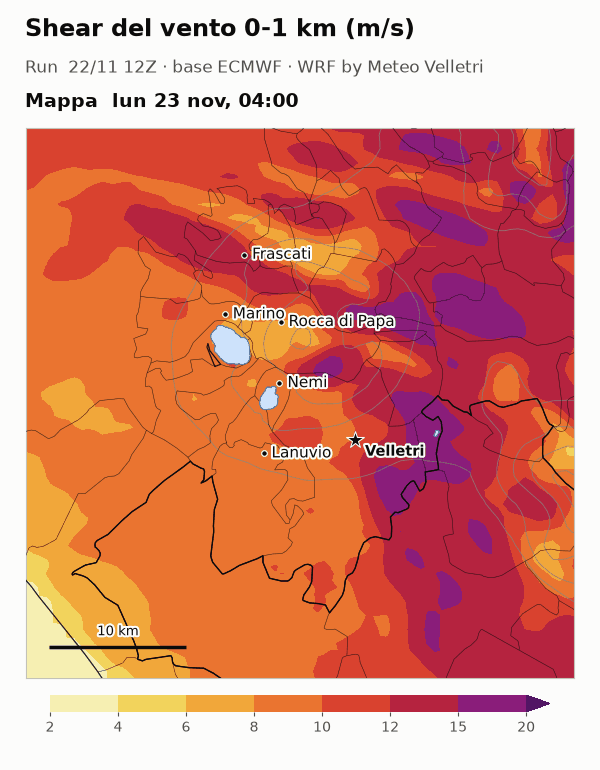 Shear del vento 0-1 km (m/s)
Run  22/11 12Z · base ECMWF · WRF by Meteo Velletri
Mappa  lun 23 nov, 04:00
Frascati
Marino
Rocca di Papa
Nemi
Velletri
Lanuvio
10 km
2 4 6 8 10 12 15 20